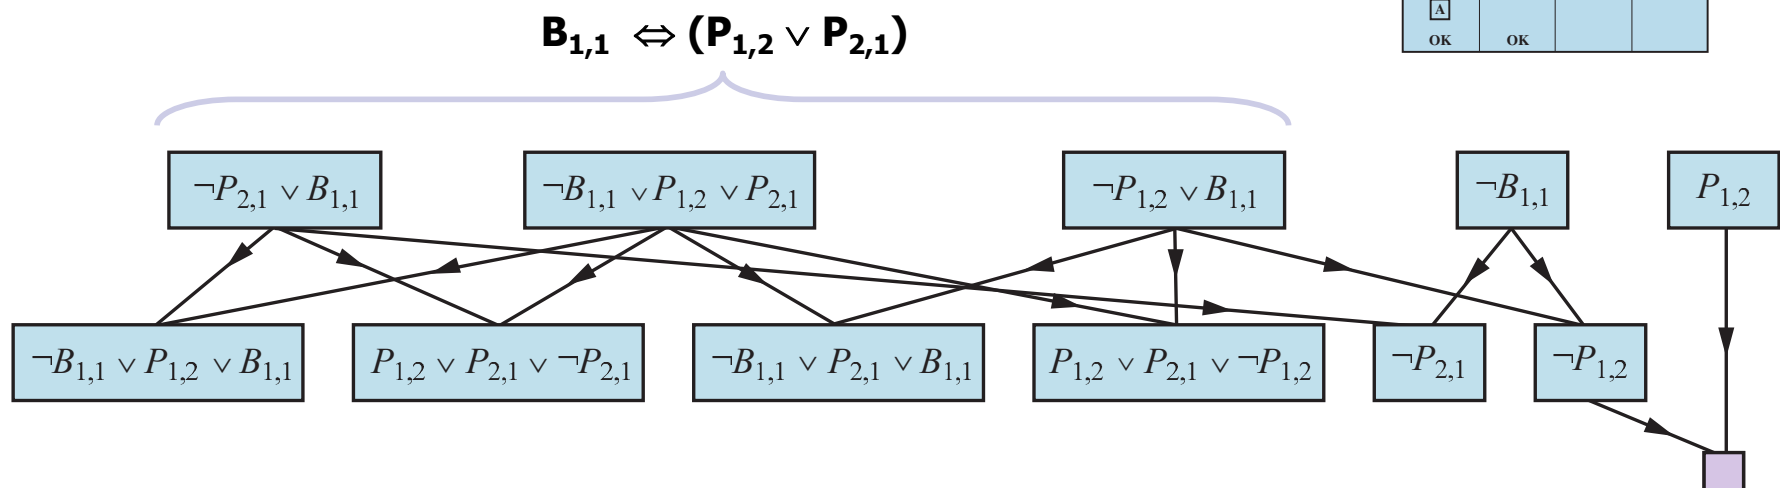 A
OK OK
B1,1 ⇔ (P1,2 ∨ P2,1)
¬P2,1 ∨ B1,1 ¬B1,1 ∨ P1,2 ∨ P2,1 ¬P1,2 ∨ B1,1 ¬B1,1 P1,2
¬B1,1 ∨ P1,2 ∨ B1,1 P1,2 ∨ P2,1 ∨ ¬P2,1 ¬B1,1 ∨ P2,1 ∨ B1,1 P1,2 ∨ P2,1 ∨ ¬P1,2 ¬P2,1 ¬P1,2